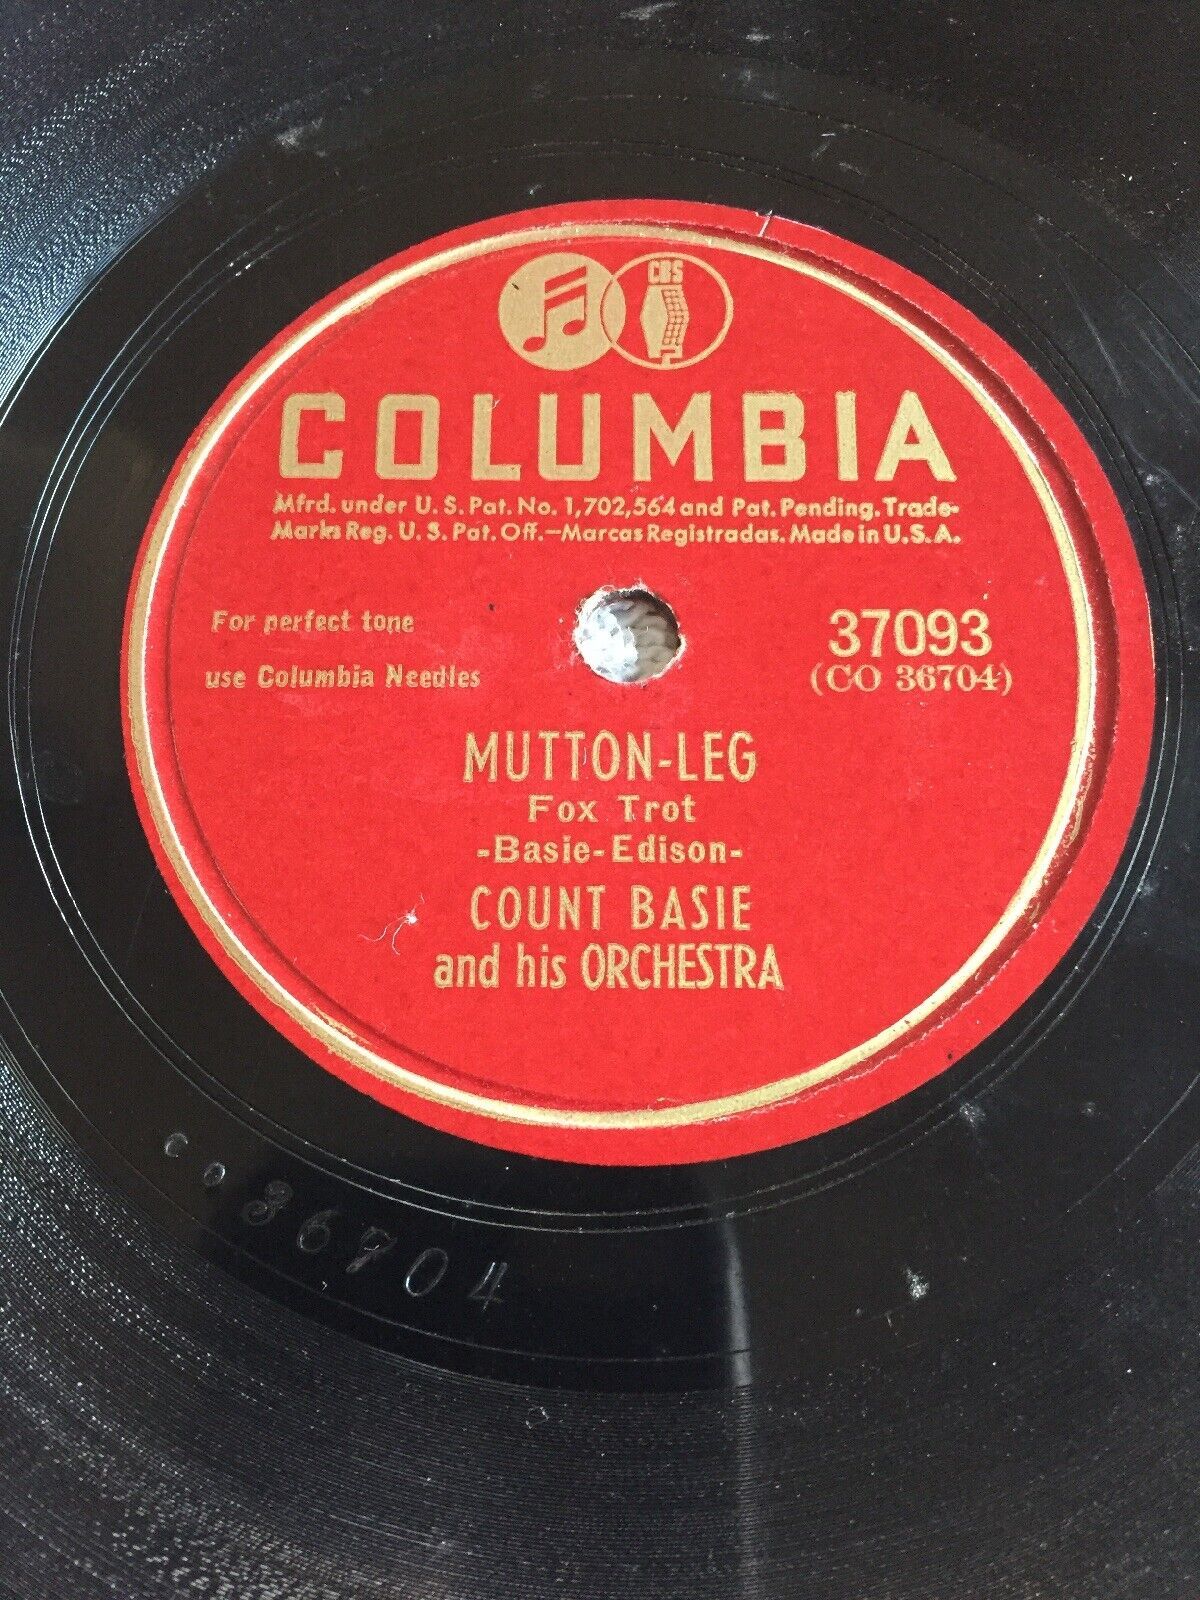 CBS
COLUMBIA
Mfrd. under U. S. Pat. No. 1,702,564 and Pat. Pending. Trade-
Marks Reg. U. S. Pat. Off.—Marcas Registradas. Made in U.S.A.
For perfect tone
use Columbia Needles
37093
(CO 36704)
MUTTON-LEG
Fox Trot
-Basie-Edison-
COUNT BASIE
and his ORCHESTRA
CO 36704